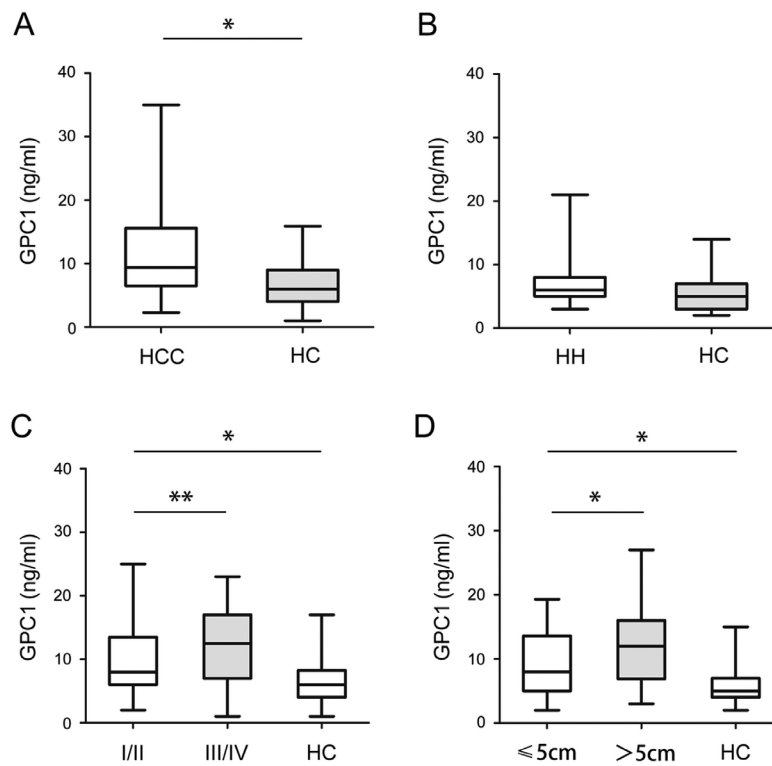 A
*
GPC1 (ng/ml)
40
30
20
10
0
HCC HC
B
GPC1 (ng/ml)
40
30
20
10
0
HH HC
C
*
**
GPC1 (ng/ml)
40
30
20
10
0
I/II III/IV HC
D
*
*
GPC1 (ng/ml)
40
30
20
10
0
⩽5cm >5cm HC